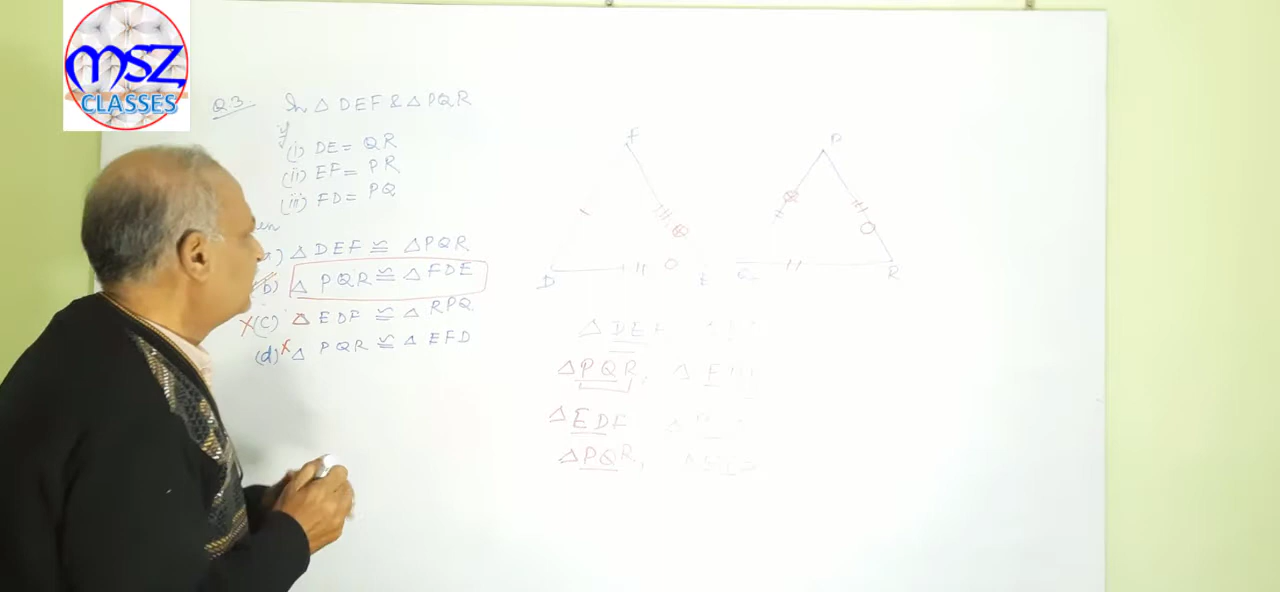 MSZ
CLASSES
Q.3. In △ DEF & △ PQR
if
(i) DE = QR
(ii) EF = PR
(iii) FD = PQ
△ DEF ≅ △ PQR
(b) △ PQR ≅ △ FDE
X (c) △ EDF ≅ △ RPQ
(d) X △ PQR ≅ △ EFD
F
D
E
P
Q
R
△ DEF
△ PQR, △
△ EDF
△ PQR,